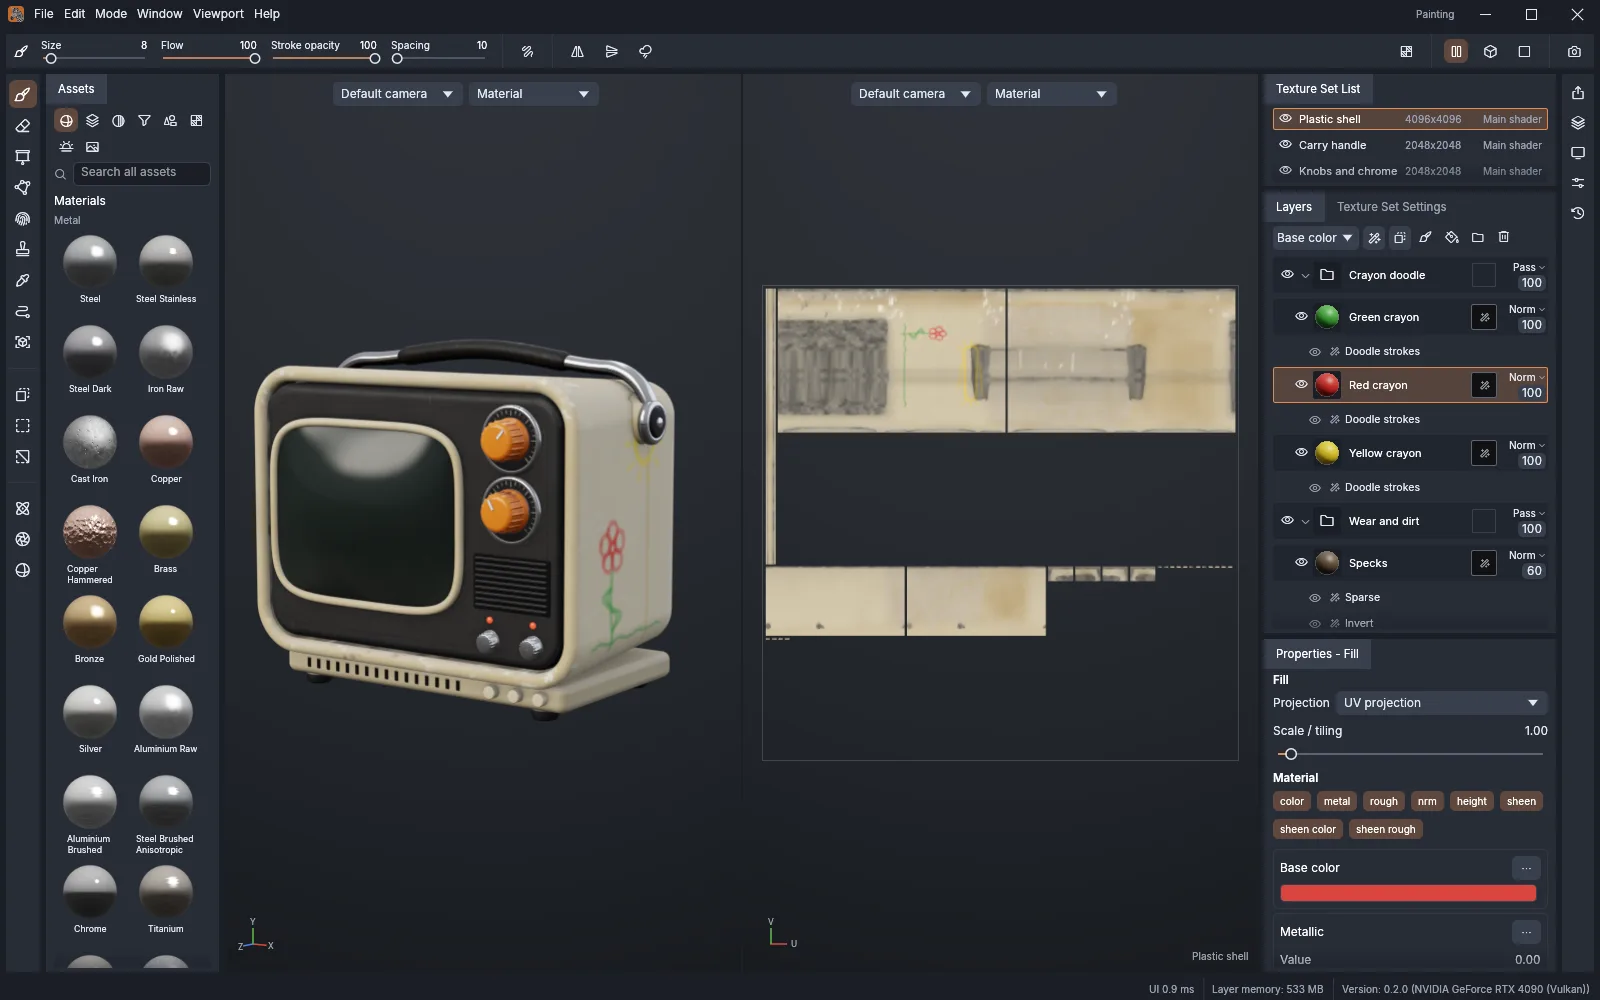 File Edit Mode Window Viewport Help
Painting
Size 8 Flow 100 Stroke opacity 100 Spacing 10
Assets
Search all assets
Materials
Metal
Steel
Steel Stainless
Steel Dark
Iron Raw
Cast Iron
Copper
Copper
Hammered
Brass
Bronze
Gold Polished
Silver
Aluminium Raw
Aluminium
Brushed
Steel Brushed
Anisotropic
Chrome
Titanium
Default camera Material
Y
Z X
Default camera Material
V
U
Plastic shell
Texture Set List
Plastic shell 4096x4096 Main shader
Carry handle 2048x2048 Main shader
Knobs and chrome 2048x2048 Main shader
Layers Texture Set Settings
Base color
Crayon doodle Pass 100
Green crayon Norm 100
Doodle strokes
Red crayon Norm 100
Doodle strokes
Yellow crayon Norm 100
Doodle strokes
Wear and dirt Pass 100
Specks Norm 60
Sparse
Invert
Properties - Fill
Fill
Projection UV projection
Scale / tiling 1.00
Material
color metal rough nrm height sheen
sheen color sheen rough
Base color ...
Metallic ...
Value 0.00
UI 0.9 ms Layer memory: 533 MB Version: 0.2.0 (NVIDIA GeForce RTX 4090 (Vulkan))